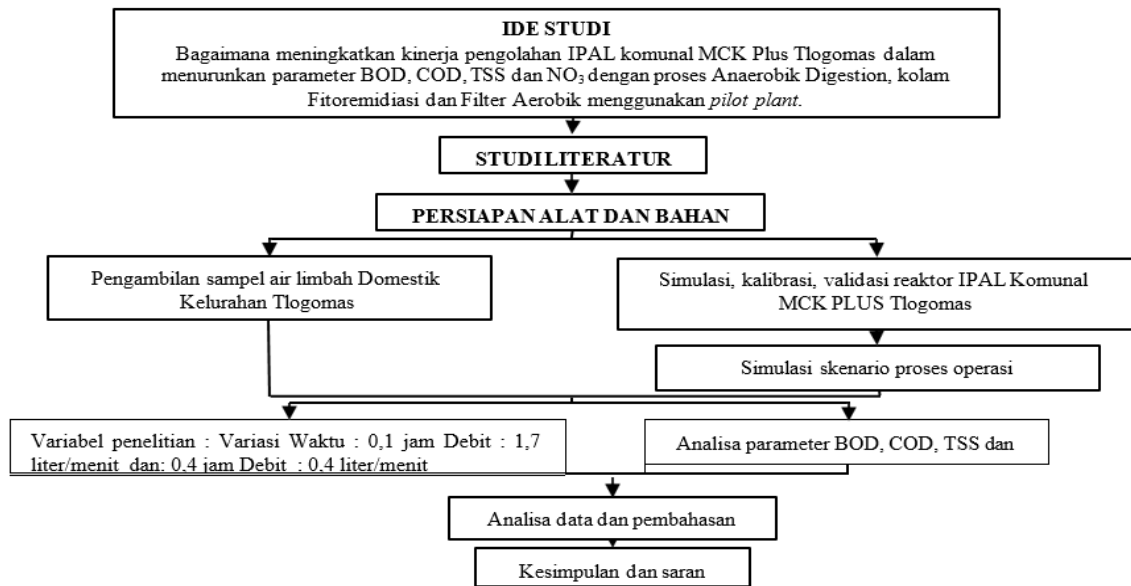 IDE STUDI
Bagaimana meningkatkan kinerja pengolahan IPAL komunal MCK Plus Tlogomas dalam
menurunkan parameter BOD, COD, TSS dan NO₃ dengan proses Anaerobik Digestion, kolam
Fitoremidiasi dan Filter Aerobik menggunakan pilot plant.
STUDI LITERATUR
PERSIAPAN ALAT DAN BAHAN
Pengambilan sampel air limbah Domestik
Kelurahan Tlogomas
Simulasi, kalibrasi, validasi reaktor IPAL Komunal
MCK PLUS Tlogomas
Simulasi skenario proses operasi
Variabel penelitian : Variasi Waktu : 0,1 jam Debit : 1,7
liter/menit dan: 0,4 jam Debit : 0,4 liter/menit
Analisa parameter BOD, COD, TSS dan
Analisa data dan pembahasan
Kesimpulan dan saran